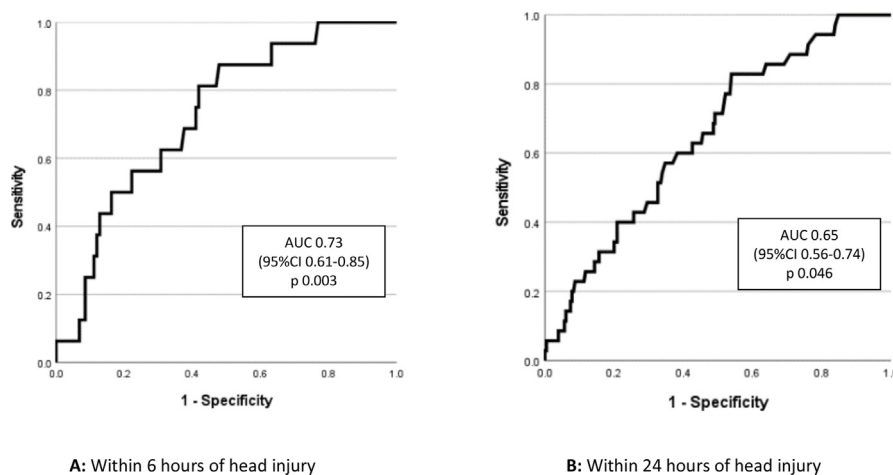 1.0
0.8
0.6
0.4
0.2
0.0
Sensitivity
0.0 0.2 0.4 0.6 0.8 1.0
1 - Specificity
AUC 0.73
(95%CI 0.61-0.85)
p 0.003
A: Within 6 hours of head injury
1.0
0.8
0.6
0.4
0.2
0.0
Sensitivity
0.0 0.2 0.4 0.6 0.8
1 - Specificity
AUC 0.65
(95%CI 0.56-0.74)
p 0.046
B: Within 24 hours of head injury